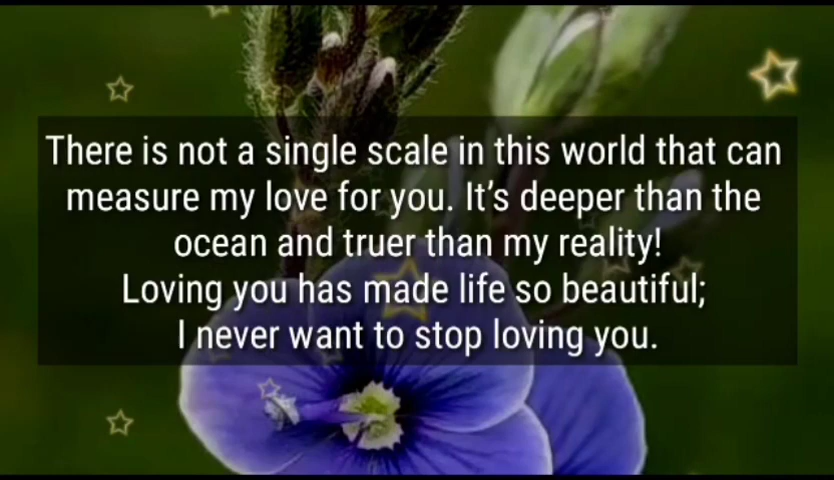 There is not a single scale in this world that can
measure my love for you. It's deeper than the
ocean and truer than my reality!
Loving you has made life so beautiful;
I never want to stop loving you.